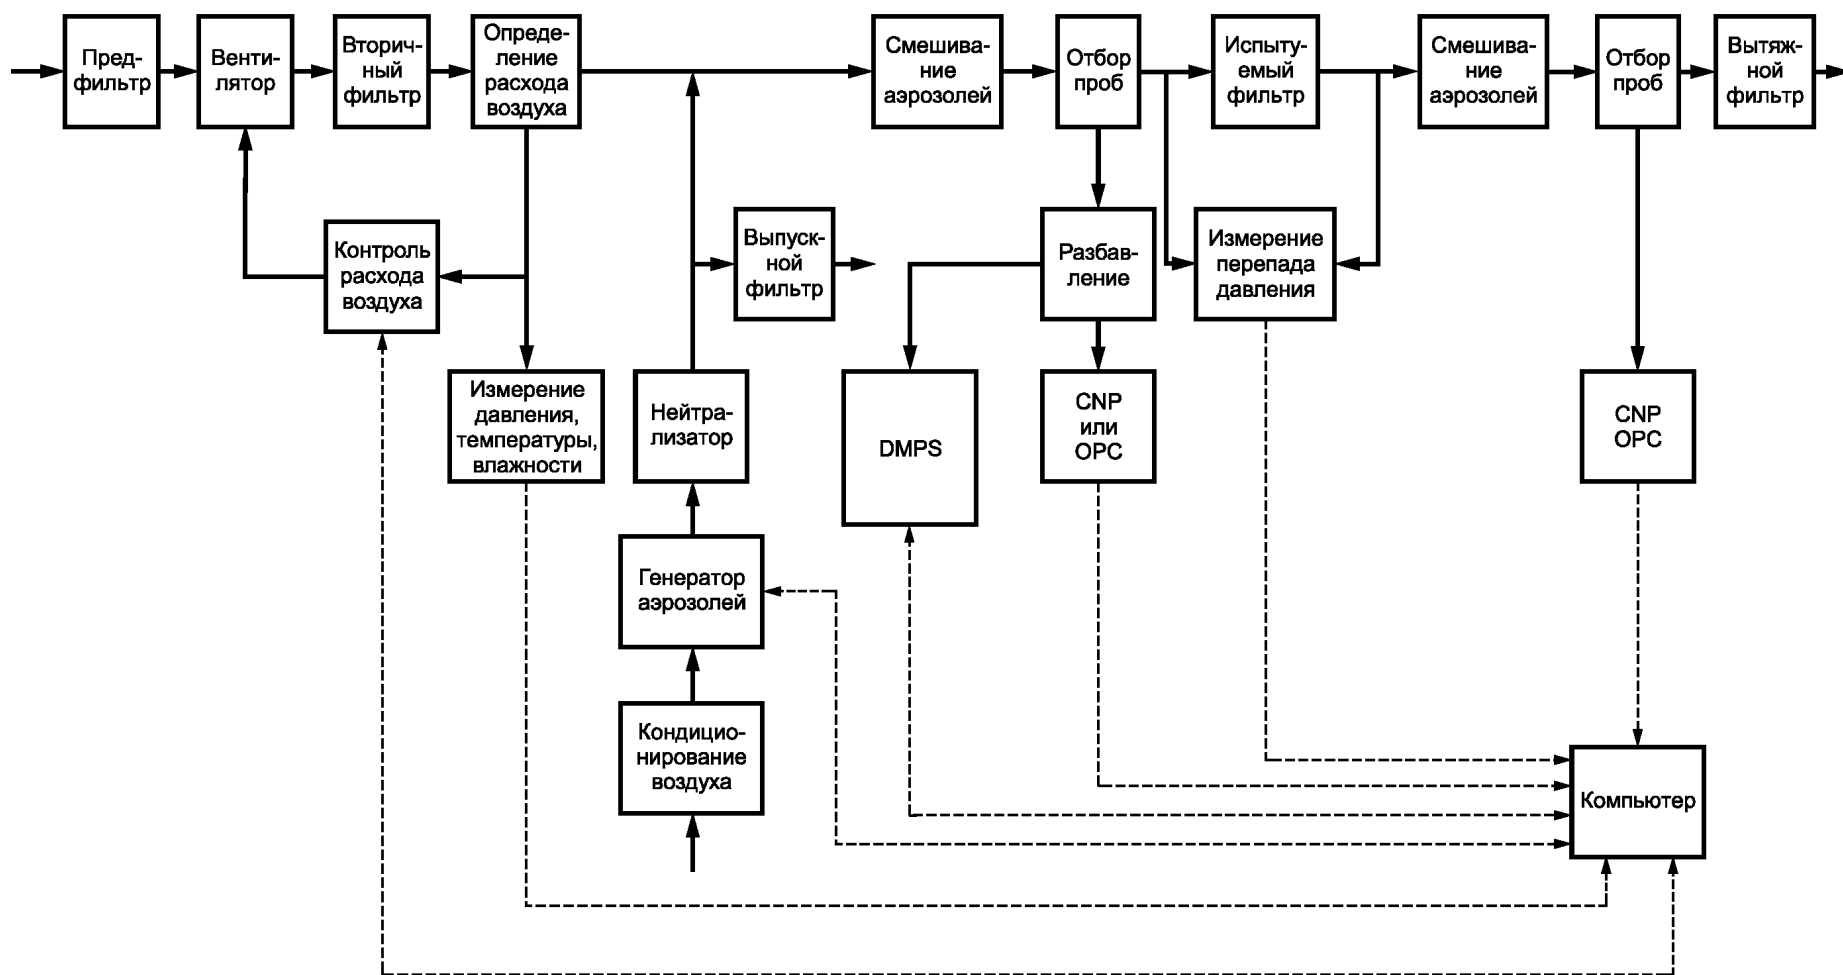 Пред-
фильтр
Венти-
лятор
Вторич-
ный
фильтр
Опреде-
ление
расхода
воздуха
Смешива-
ние
аэрозолей
Отбор
проб
Испыту-
емый
фильтр
Смешива-
ние
аэрозолей
Отбор
проб
Вытяж-
ной
фильтр
Контроль
расхода
воздуха
Выпуск-
ной
фильтр
Разбав-
ление
Измерение
перепада
давления
Измерение
давления,
температуры,
влажности
Нейтра-
лизатор
DMPS
CNP
или
OPC
CNP
OPC
Генератор
аэрозолей
Кондицио-
нирование
воздуха
Компьютер